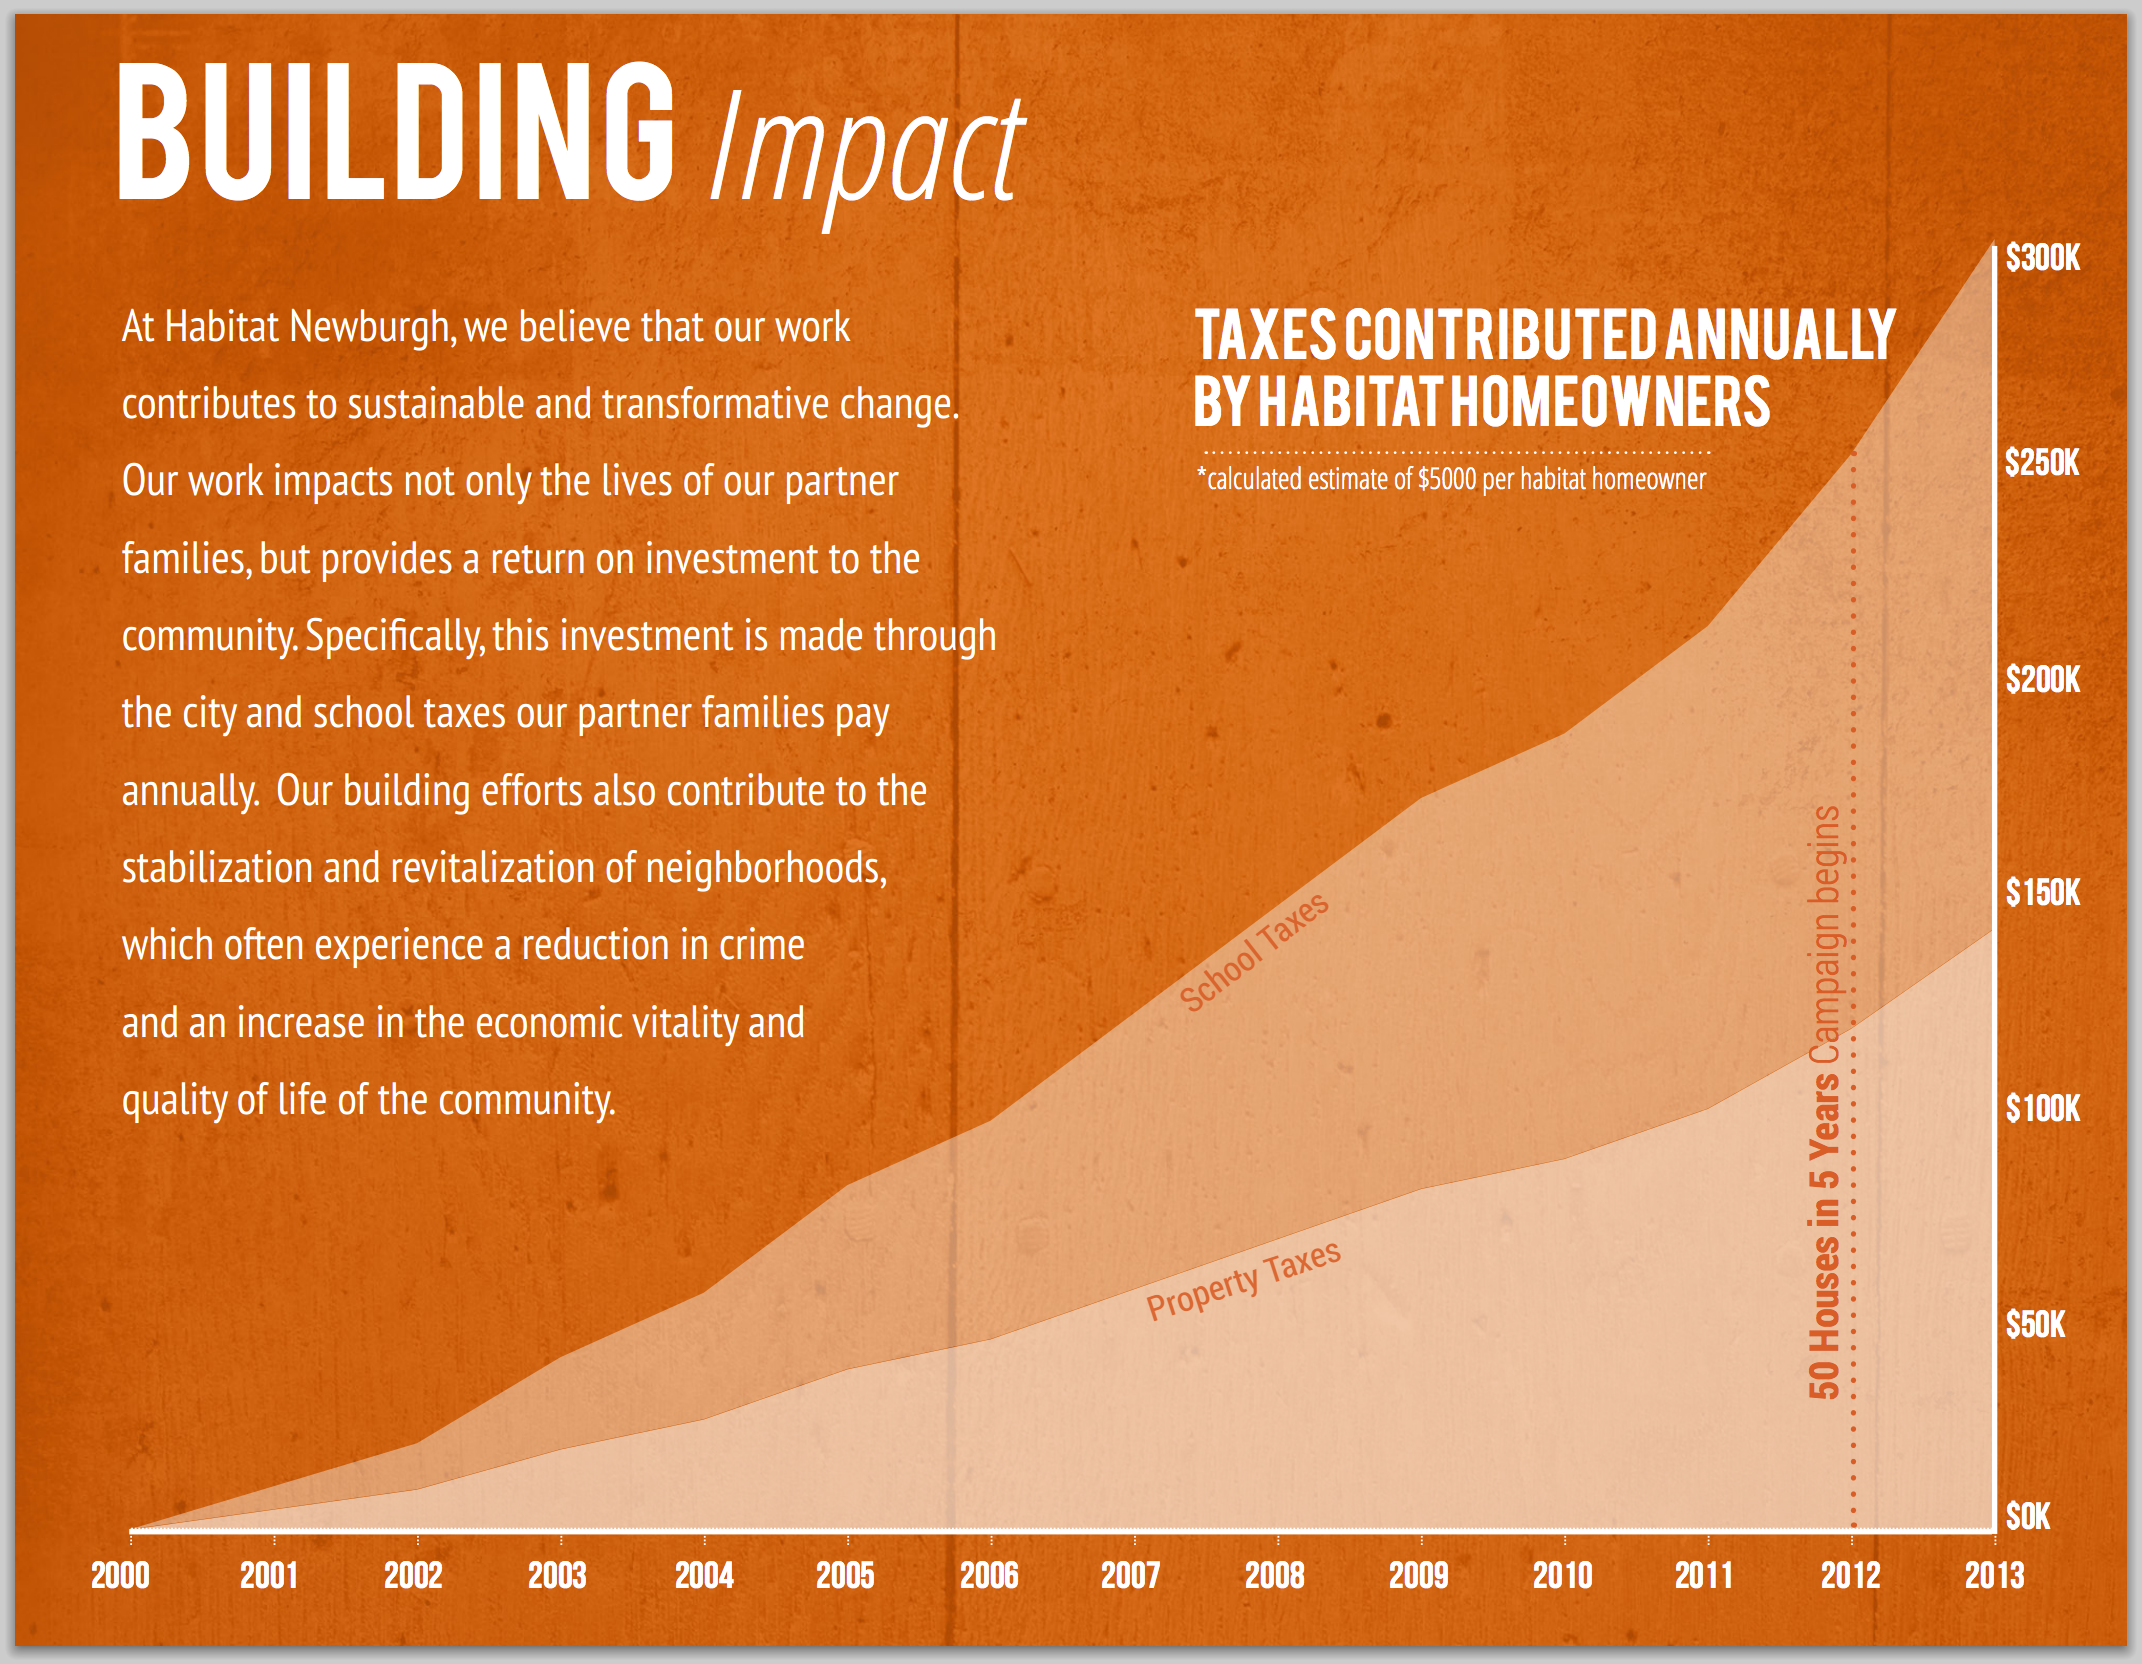 BUILDING Impact
At Habitat Newburgh, we believe that our work
contributes to sustainable and transformative change.
Our work impacts not only the lives of our partner
families, but provides a return on investment to the
community. Specifically, this investment is made through
the city and school taxes our partner families pay
annually.  Our building efforts also contribute to the
stabilization and revitalization of neighborhoods,
which often experience a reduction in crime
and an increase in the economic vitality and
quality of life of the community.
TAXES CONTRIBUTED ANNUALLY
BY HABITAT HOMEOWNERS
*calculated estimate of $5000 per habitat homeowner
School Taxes
Property Taxes
50 Houses in 5 Years Campaign begins
$300K
$250K
$200K
$150K
$100K
$50K
$0K
2000 2001 2002 2003 2004 2005 2006 2007 2008 2009 2010 2011 2012 2013